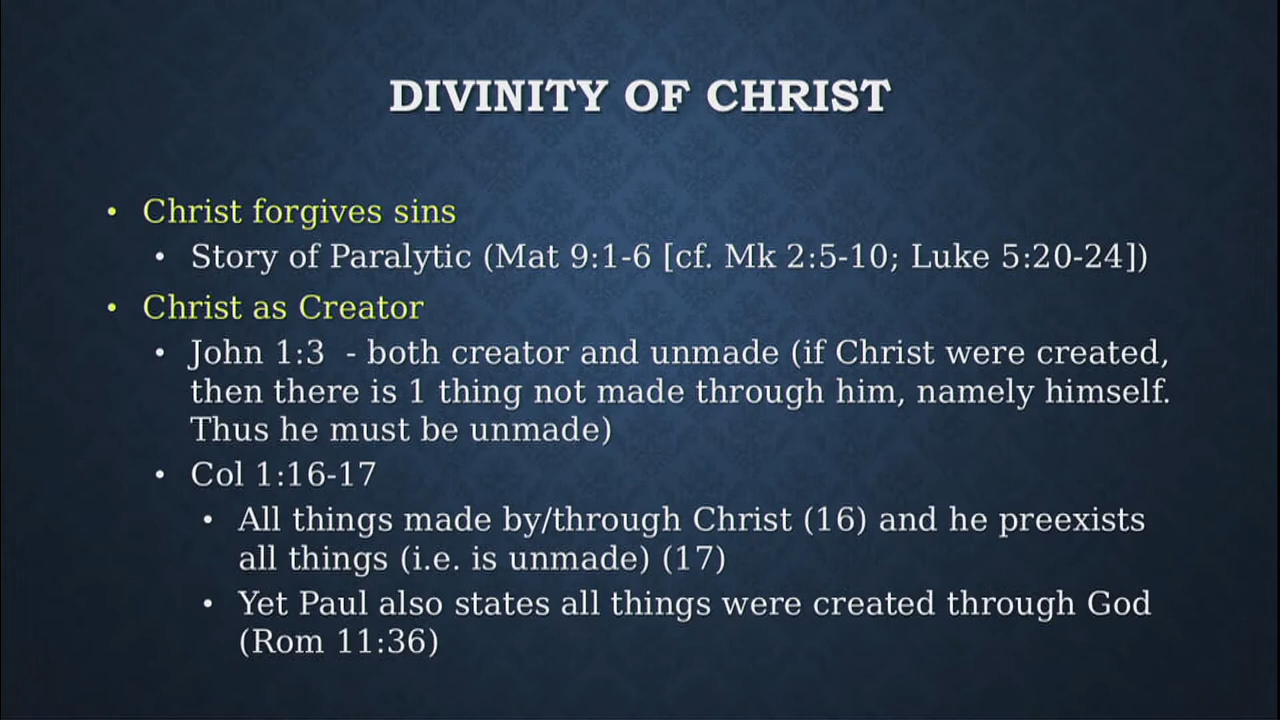 DIVINITY OF CHRIST
• Christ forgives sins
• Story of Paralytic (Mat 9:1-6 [cf. Mk 2:5-10; Luke 5:20-24])
• Christ as Creator
• John 1:3  - both creator and unmade (if Christ were created,
then there is 1 thing not made through him, namely himself.
Thus he must be unmade)
• Col 1:16-17
• All things made by/through Christ (16) and he preexists
all things (i.e. is unmade) (17)
• Yet Paul also states all things were created through God
(Rom 11:36)